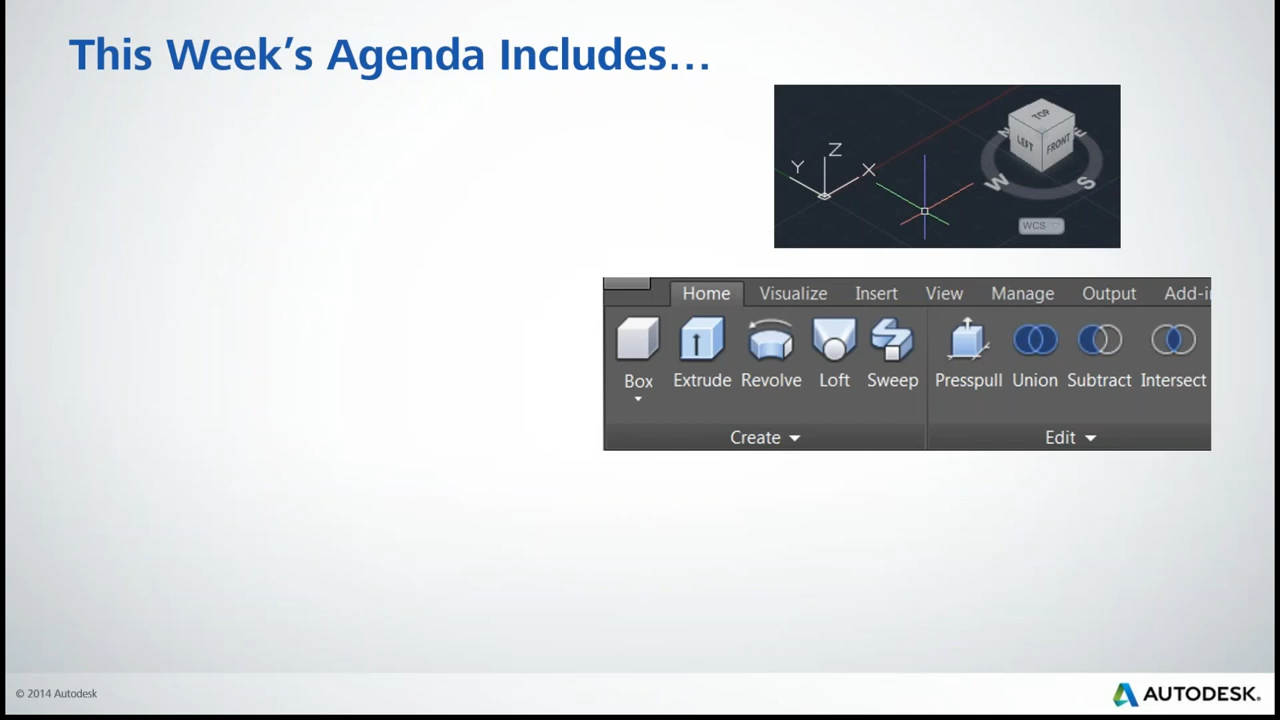 This Week's Agenda Includes…
TOP
LEFT
FRONT
N
E
W
S
Z
Y
X
WCS
Home Visualize Insert View Manage Output Add-i
Box Extrude Revolve Loft Sweep Presspull Union Subtract Intersect
Create Edit
© 2014 Autodesk
AUTODESK.